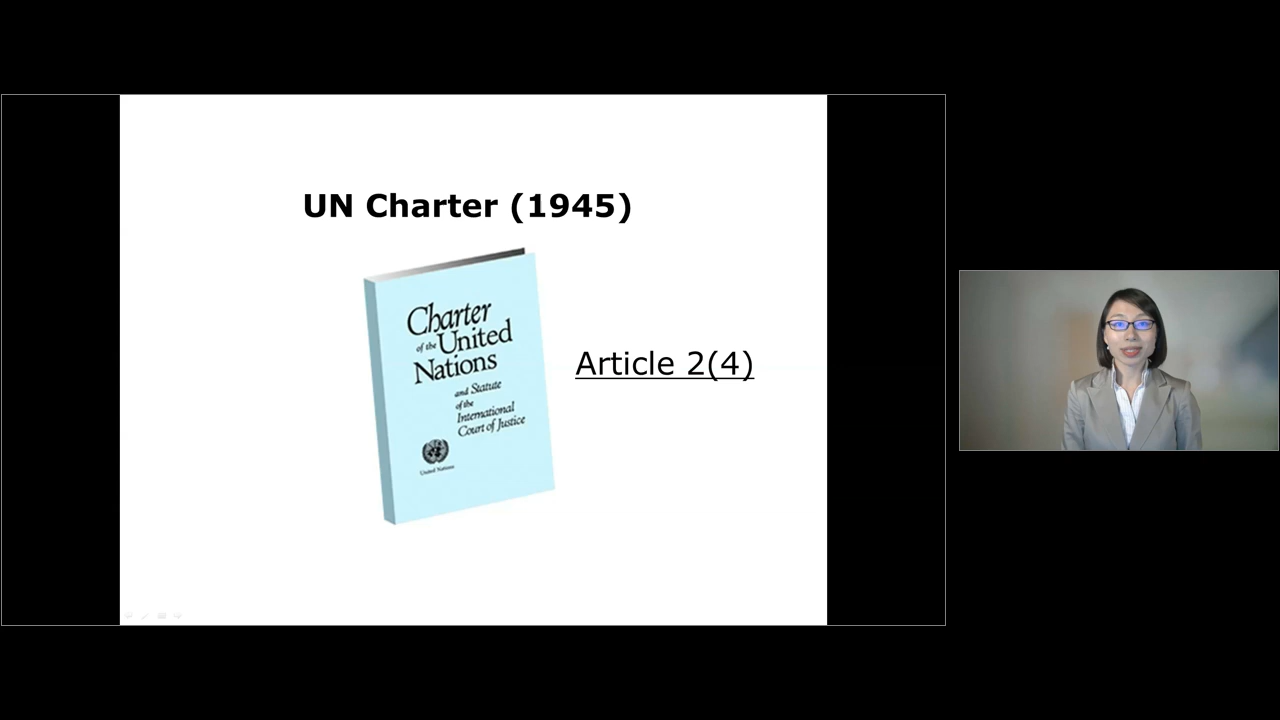 UN Charter (1945)
Charter
of the United
Nations
and Statute
of the
International
Court of Justice
United Nations
Article 2(4)